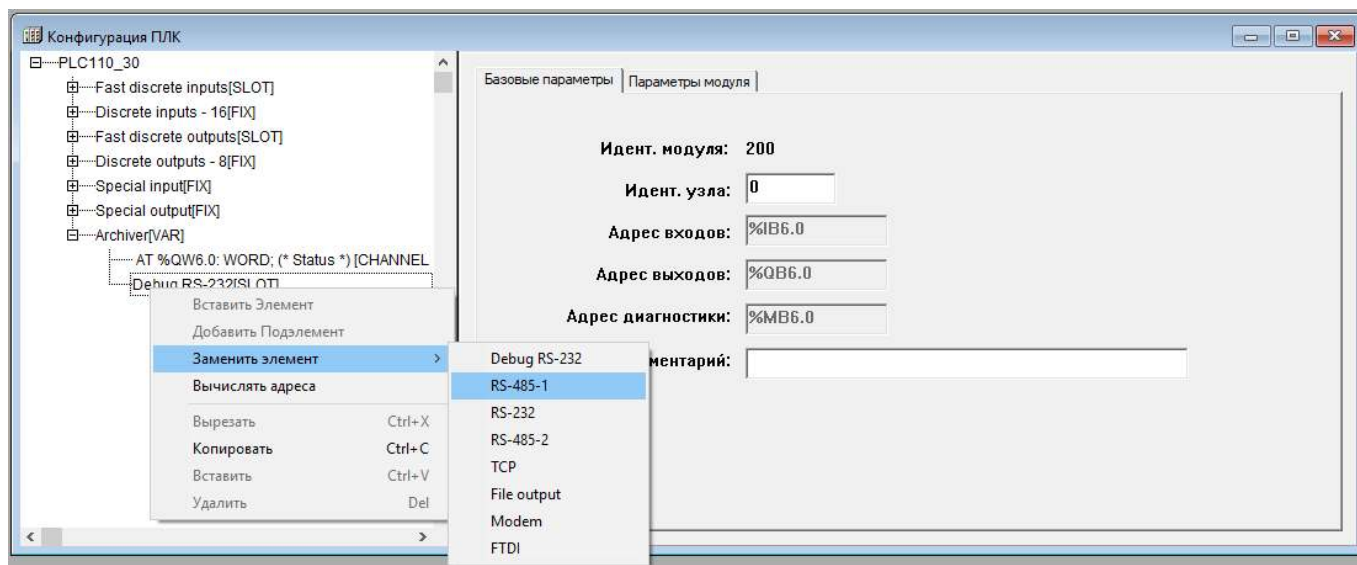 Конфигурация ПЛК
PLC110_30
Fast discrete inputs[SLOT]
Discrete inputs - 16[FIX]
Fast discrete outputs[SLOT]
Discrete outputs - 8[FIX]
Special input[FIX]
Special output[FIX]
Archiver[VAR]
AT %QW6.0: WORD; (* Status *) [CHANNEL
Debug RS-232[SLOT]
Вставить Элемент
Добавить Подэлемент
Заменить элемент
Вычислять адреса
Вырезать Ctrl+X
Копировать Ctrl+C
Вставить Ctrl+V
Удалить Del
Debug RS-232
RS-485-1
RS-232
RS-485-2
TCP
File output
Modem
FTDI
Базовые параметры Параметры модуля
Идент. модуля: 200
Идент. узла: 0
Адрес входов: %IB6.0
Адрес выходов: %QB6.0
Адрес диагностики: %MB6.0
ментарий: